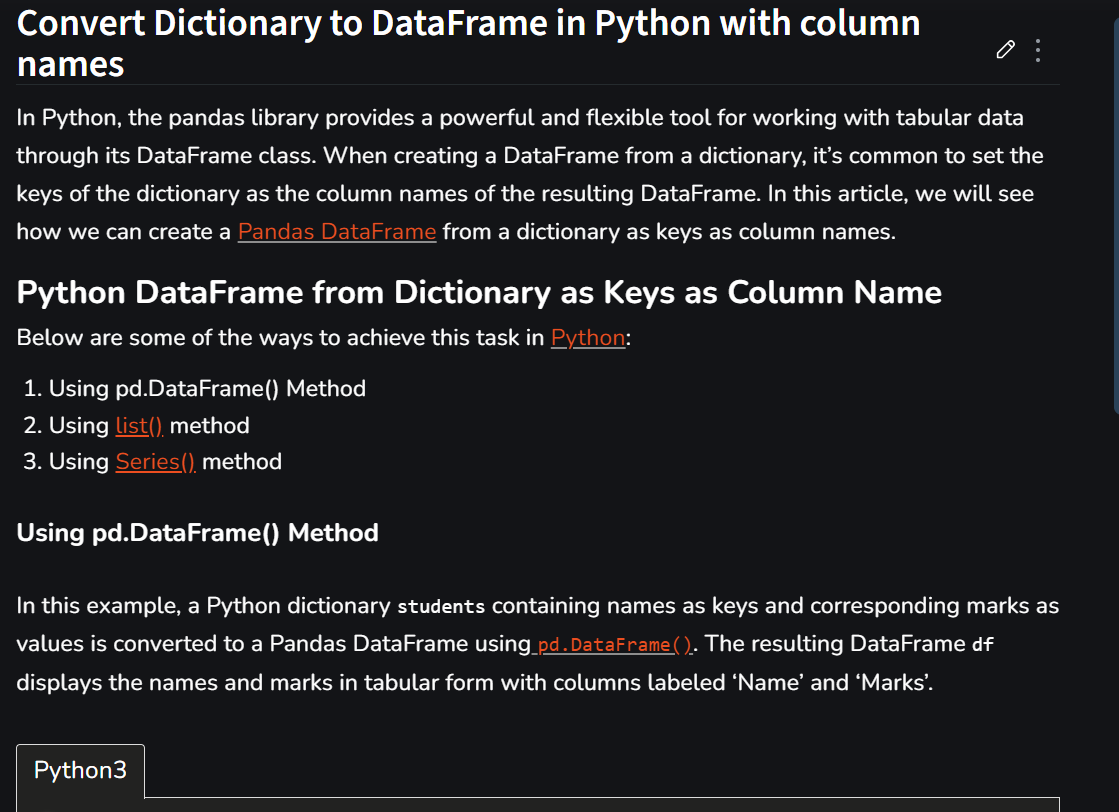 Convert Dictionary to DataFrame in Python with column
names
In Python, the pandas library provides a powerful and flexible tool for working with tabular data
through its DataFrame class. When creating a DataFrame from a dictionary, it’s common to set the
keys of the dictionary as the column names of the resulting DataFrame. In this article, we will see
how we can create a Pandas DataFrame from a dictionary as keys as column names.
Python DataFrame from Dictionary as Keys as Column Name
Below are some of the ways to achieve this task in Python:
1. Using pd.DataFrame() Method
2. Using list() method
3. Using Series() method
Using pd.DataFrame() Method
In this example, a Python dictionary students containing names as keys and corresponding marks as
values is converted to a Pandas DataFrame using pd.DataFrame(). The resulting DataFrame df
displays the names and marks in tabular form with columns labeled ‘Name’ and ‘Marks’.
Python3